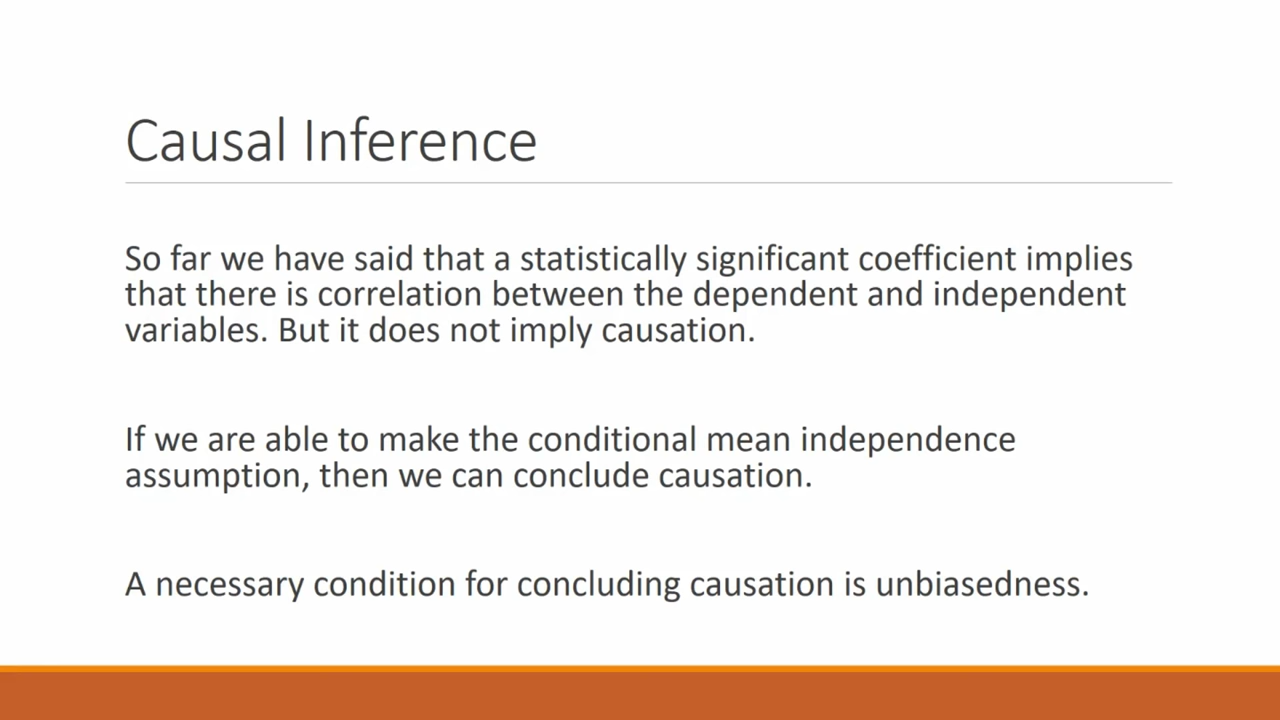 Causal Inference
So far we have said that a statistically significant coefficient implies
that there is correlation between the dependent and independent
variables. But it does not imply causation.
If we are able to make the conditional mean independence
assumption, then we can conclude causation.
A necessary condition for concluding causation is unbiasedness.